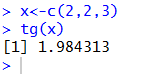 > x<-c(2,2,3)
> tg(x)
[1] 1.984313
>